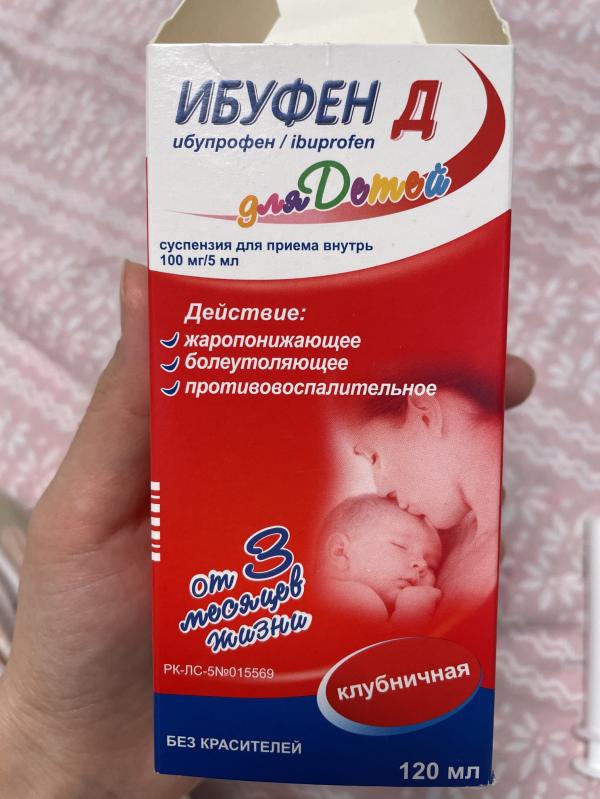 ИБУФЕН Д
ибупрофен / ibuprofen
для Детей
суспензия для приема внутрь
100 мг/5 мл
Действие:
жаропонижающее
болеутоляющее
противовоспалительное
от 3
месяцев
жизни
РК-ЛС-5№015569
клубничная
БЕЗ КРАСИТЕЛЕЙ
120 мл